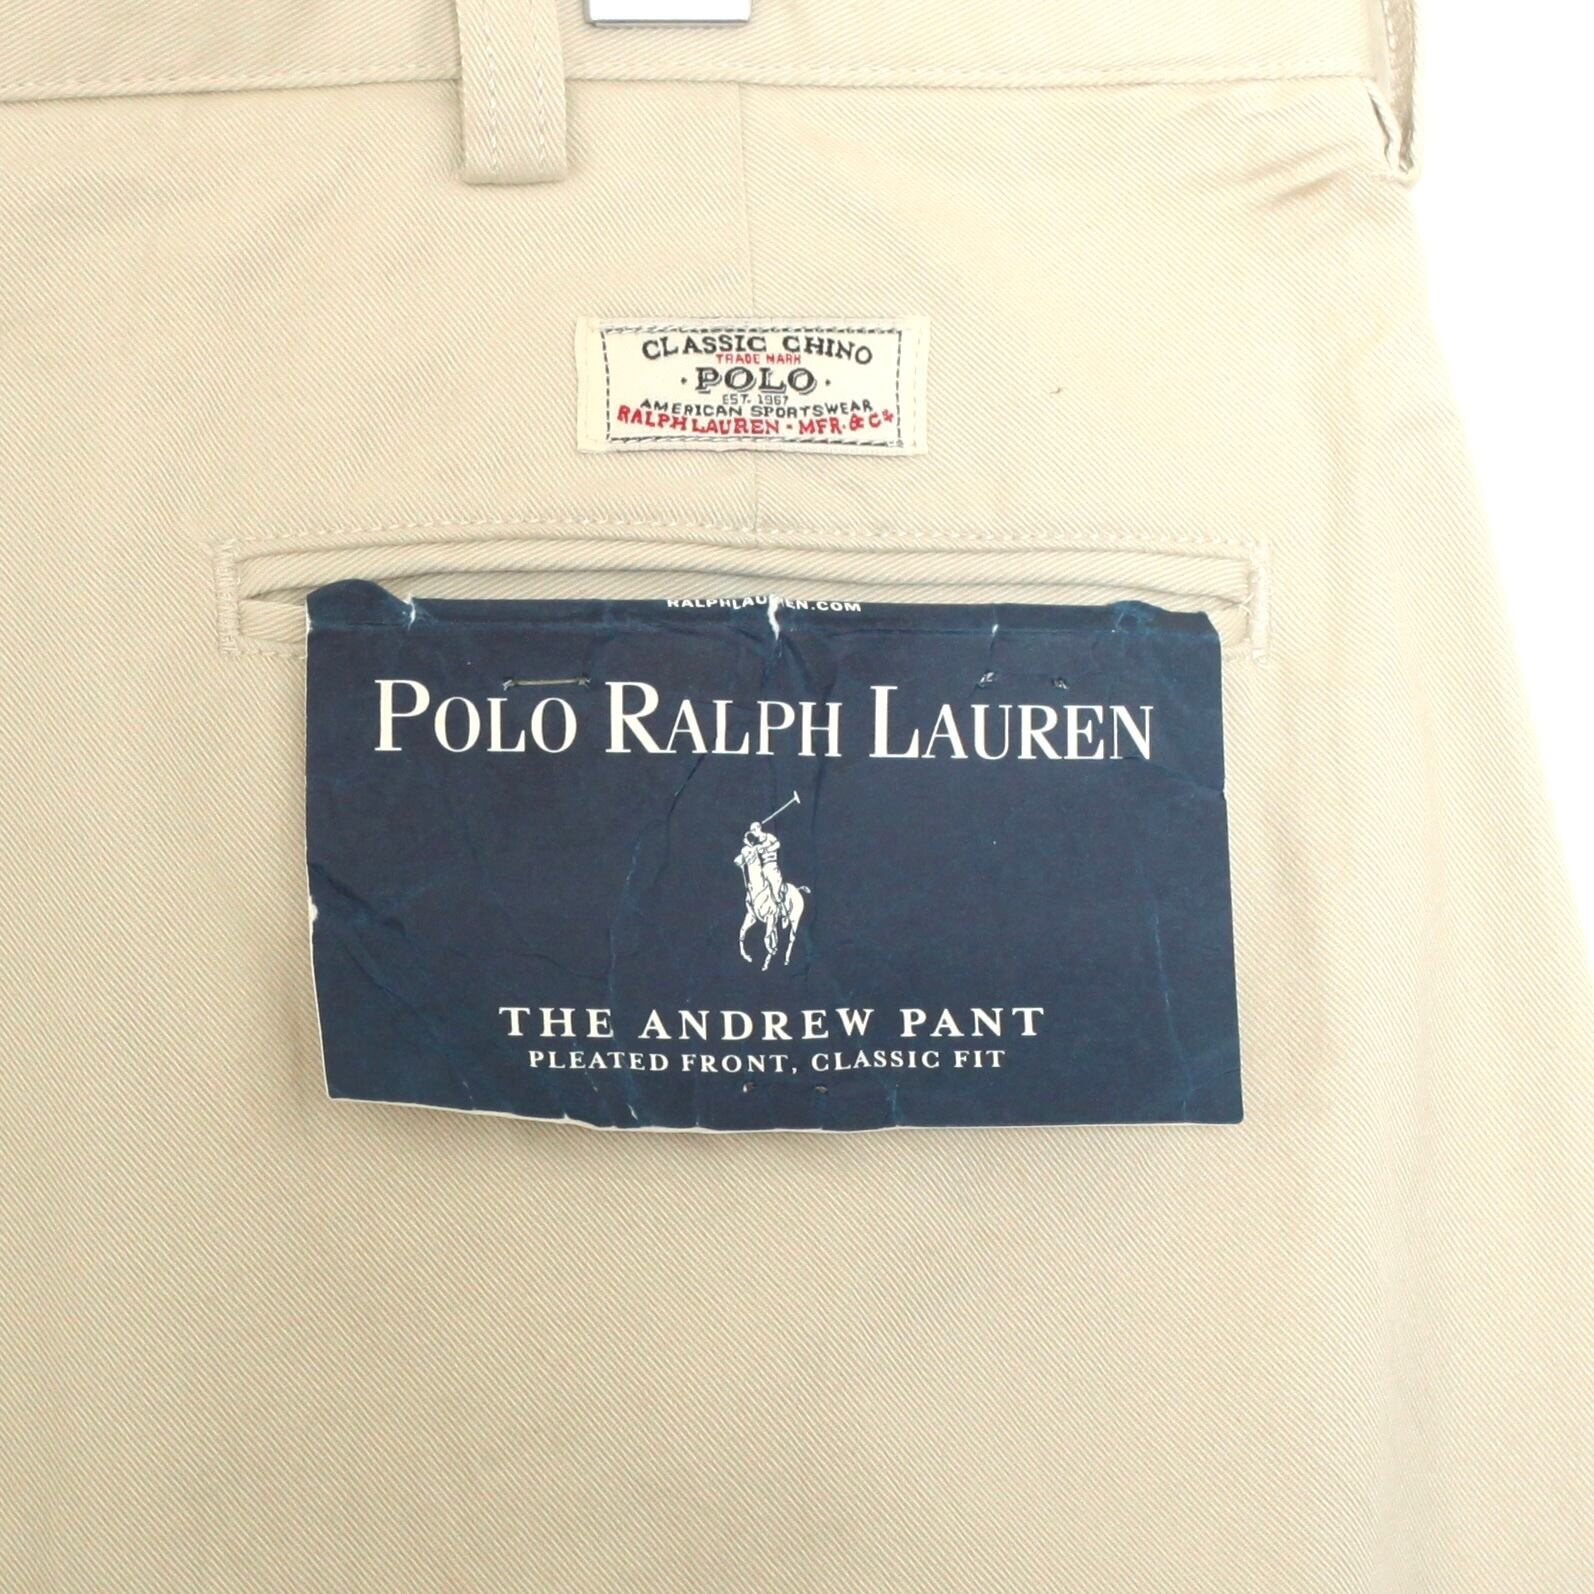 CLASSIC CHINO
TRADE MARK
· POLO ·
EST. 1967
AMERICAN SPORTSWEAR
RALPH LAUREN - MFR. & Co.
RALPHLAUREN.COM
POLO RALPH LAUREN
THE ANDREW PANT
PLEATED FRONT, CLASSIC FIT